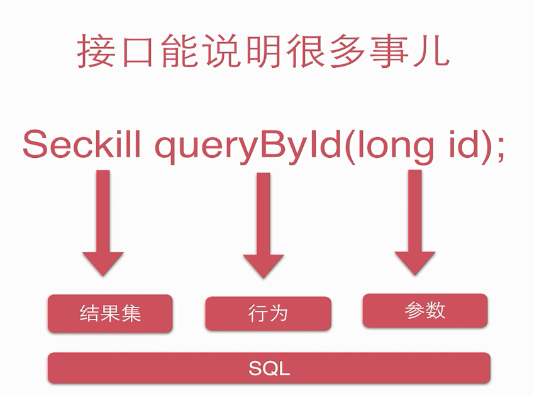 接口能说明很多事儿
Seckill queryById(long id);
结果集 行为 参数
SQL